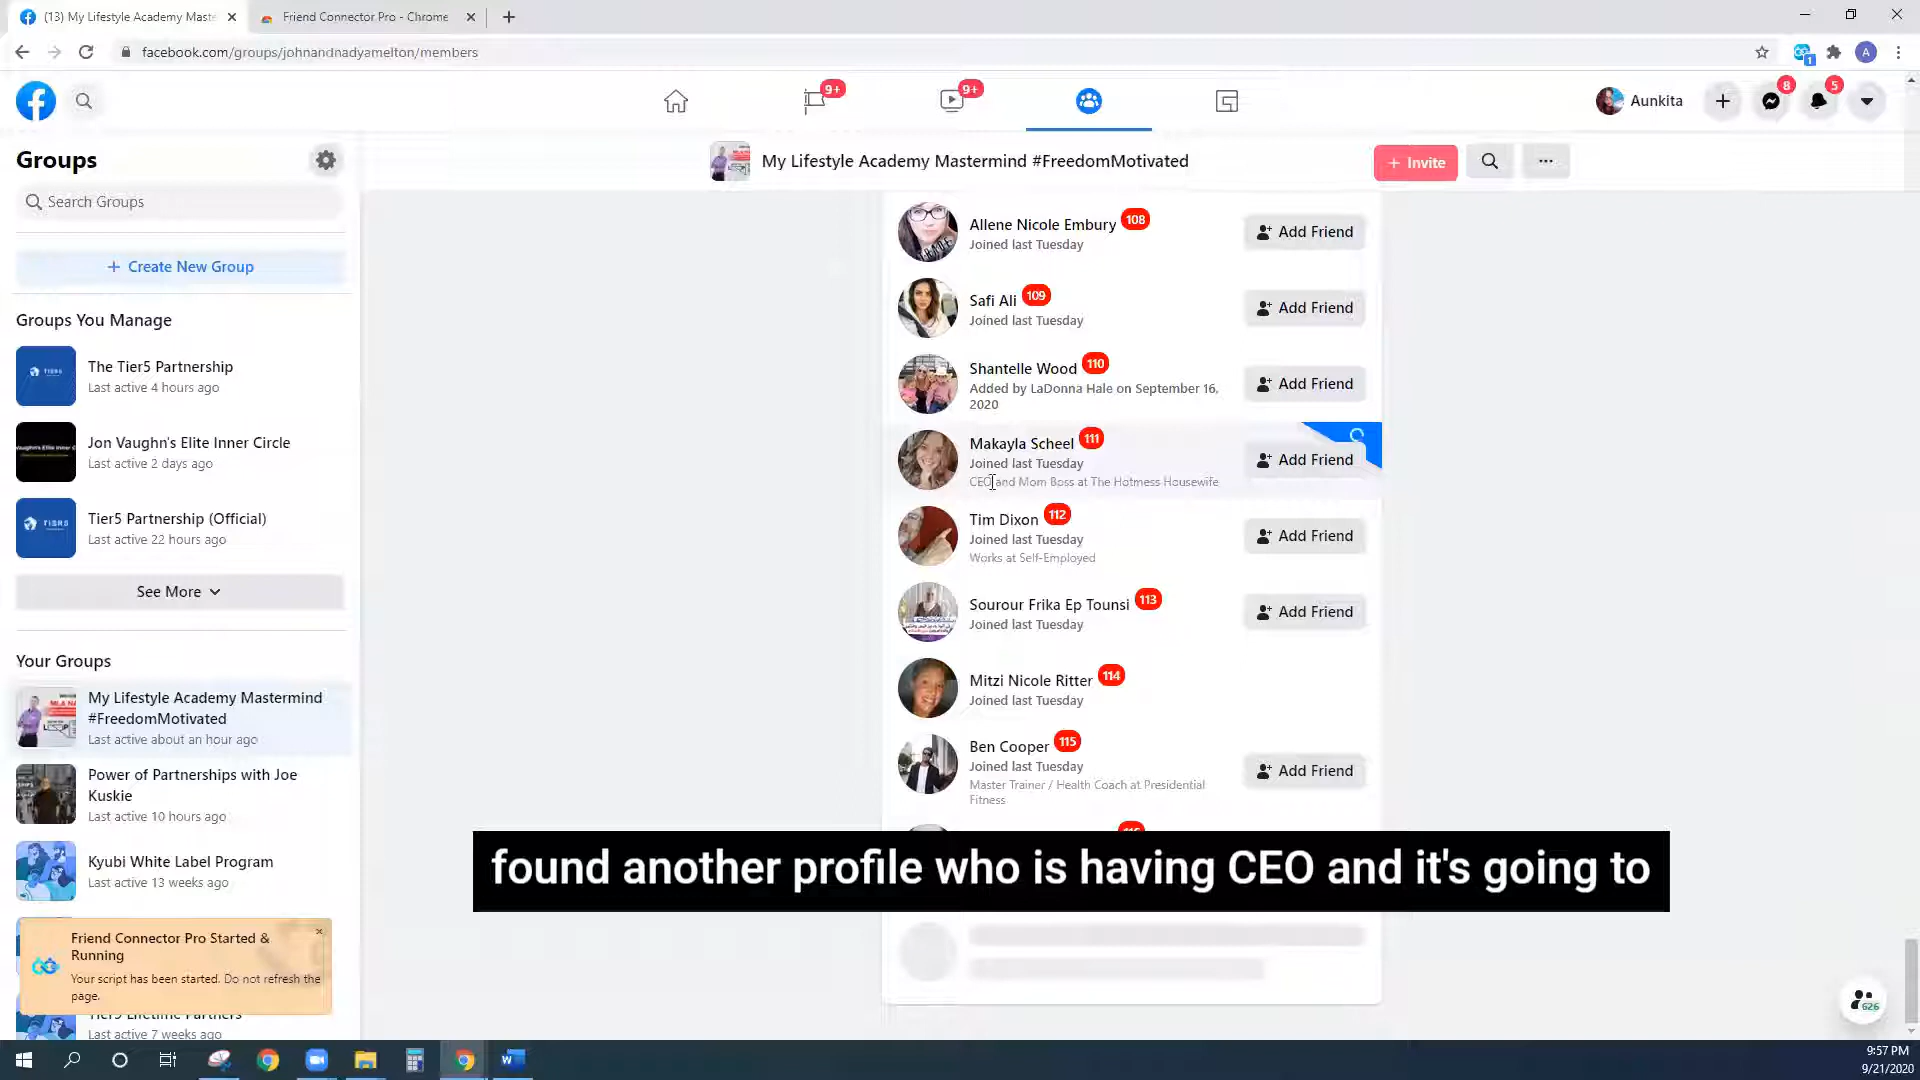 (13) My Lifestyle Academy Maste
Friend Connector Pro - Chrome
facebook.com/groups/johnandnadyamelton/members
1
A
9+
9+
Aunkita
8
5
Groups
My Lifestyle Academy Mastermind #FreedomMotivated
+ Invite
Search Groups
+ Create New Group
Groups You Manage
The Tier5 Partnership
Last active 4 hours ago
Jon Vaughn's Elite Inner Circle
Last active 2 days ago
Tier5 Partnership (Official)
Last active 22 hours ago
See More
Your Groups
My Lifestyle Academy Mastermind
#FreedomMotivated
Last active about an hour ago
Power of Partnerships with Joe
Kuskie
Last active 10 hours ago
Kyubi White Label Program
Last active 13 weeks ago
Friend Connector Pro Started &
Running
Your script has been started. Do not refresh the
page.
Tier5 Lifetime Partners
Last active 7 weeks ago
Allene Nicole Embury 108
Joined last Tuesday
Add Friend
Safi Ali 109
Joined last Tuesday
Add Friend
Shantelle Wood 110
Added by LaDonna Hale on September 16,
2020
Add Friend
Makayla Scheel 111
Joined last Tuesday
CEO and Mom Boss at The Hotmess Housewife
Add Friend
Tim Dixon 112
Joined last Tuesday
Works at Self-Employed
Add Friend
Sourour Frika Ep Tounsi 113
Joined last Tuesday
Add Friend
Mitzi Nicole Ritter 114
Joined last Tuesday
Ben Cooper 115
Joined last Tuesday
Master Trainer / Health Coach at Presidential
Fitness
Add Friend
found another profile who is having CEO and it's going to
626
9:57 PM
9/21/2020